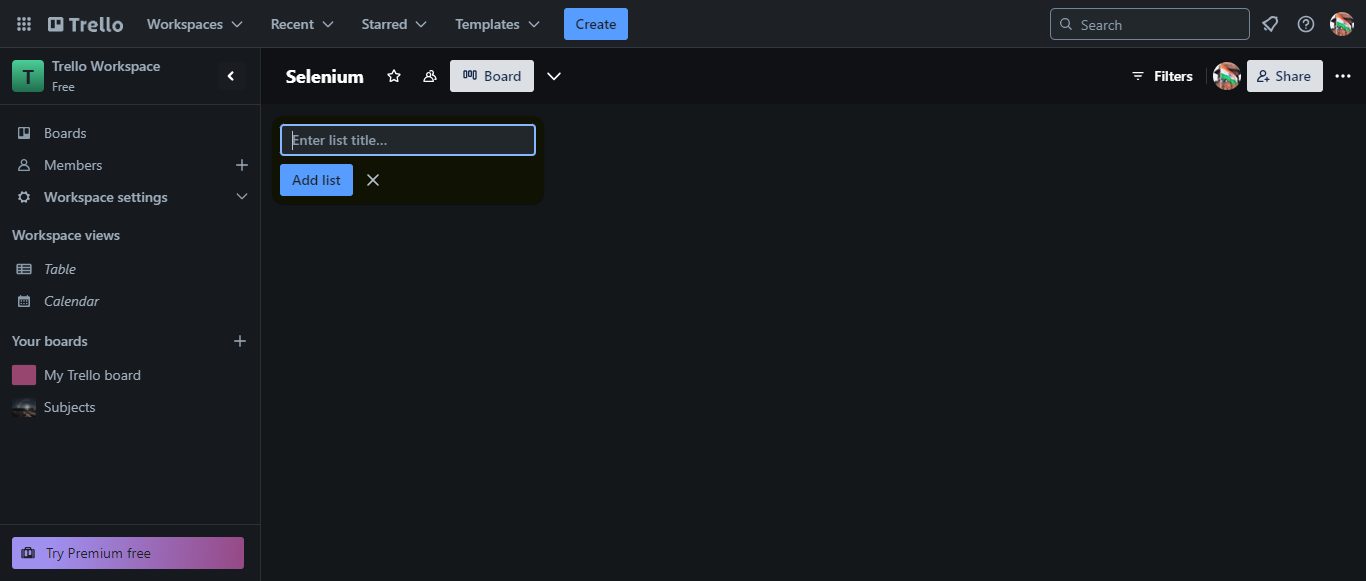 Trello
Workspaces
Recent
Starred
Templates
Create
Search
T
Trello Workspace
Free
Selenium
Board
Filters
Share
Boards
Members
Workspace settings
Workspace views
Table
Calendar
Your boards
My Trello board
Subjects
Try Premium free
Enter list title...
Add list